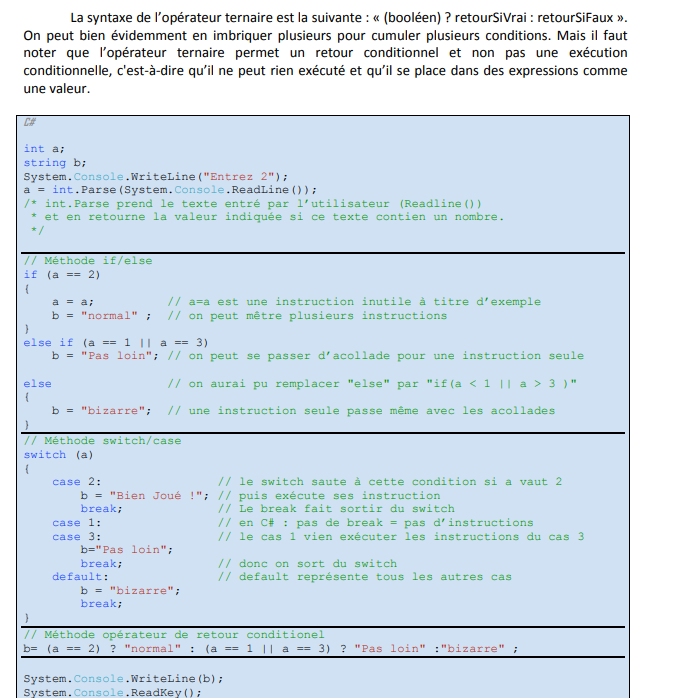 La syntaxe de l'opérateur ternaire est la suivante : « (booléen) ? retourSiVrai : retourSiFaux ».
On peut bien évidemment en imbriquer plusieurs pour cumuler plusieurs conditions. Mais il faut
noter que l'opérateur ternaire permet un retour conditionnel et non pas une exécution
conditionnelle, c'est-à-dire qu'il ne peut rien exécuté et qu'il se place dans des expressions comme
une valeur.
C#
int a;
string b;
System.Console.WriteLine("Entrez 2");
a = int.Parse(System.Console.ReadLine());
/* int.Parse prend le texte entré par l'utilisateur (Readline())
* et en retourne la valeur indiquée si ce texte contien un nombre.
*/
// Méthode if/else
if (a == 2)
{
a = a; // a=a est une instruction inutile à titre d'exemple
b = "normal" ; // on peut mêtre plusieurs instructions
}
else if (a == 1 || a == 3)
b = "Pas loin"; // on peut se passer d'acollade pour une instruction seule
else // on aurai pu remplacer "else" par "if(a < 1 || a > 3 )"
{
b = "bizarre"; // une instruction seule passe même avec les acollades
}
// Méthode switch/case
switch (a)
{
case 2: // le switch saute à cette condition si a vaut 2
b = "Bien Joué !"; // puis exécute ses instruction
break; // Le break fait sortir du switch
case 1: // en C# : pas de break = pas d'instructions
case 3: // le cas 1 vien exécuter les instructions du cas 3
b="Pas loin";
break; // donc on sort du switch
default: // default représente tous les autres cas
b = "bizarre";
break;
}
// Méthode opérateur de retour conditionel
b= (a == 2) ? "normal" : (a == 1 || a == 3) ? "Pas loin" :"bizarre" ;
System.Console.WriteLine(b);
System.Console.ReadKey();